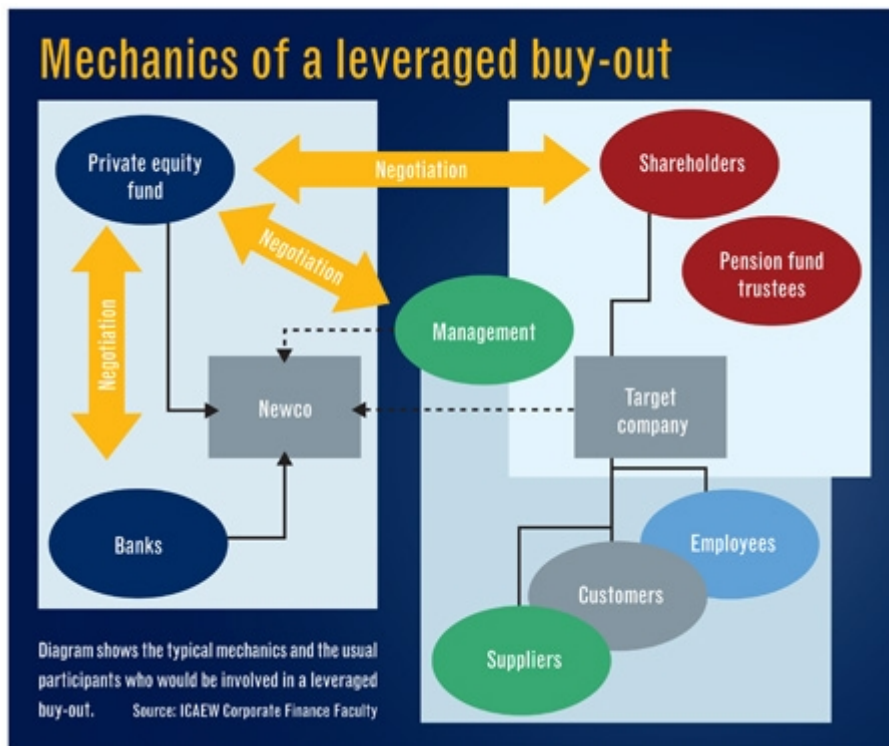 Mechanics of a leveraged buy-out
Private equity
fund
Negotiation
Shareholders
Negotiation
Pension fund
trustees
Negotiation
Management
Newco
Target
company
Banks
Employees
Customers
Suppliers
Diagram shows the typical mechanics and the usual
participants who would be involved in a leveraged
buy-out. Source: ICAEW Corporate Finance Faculty